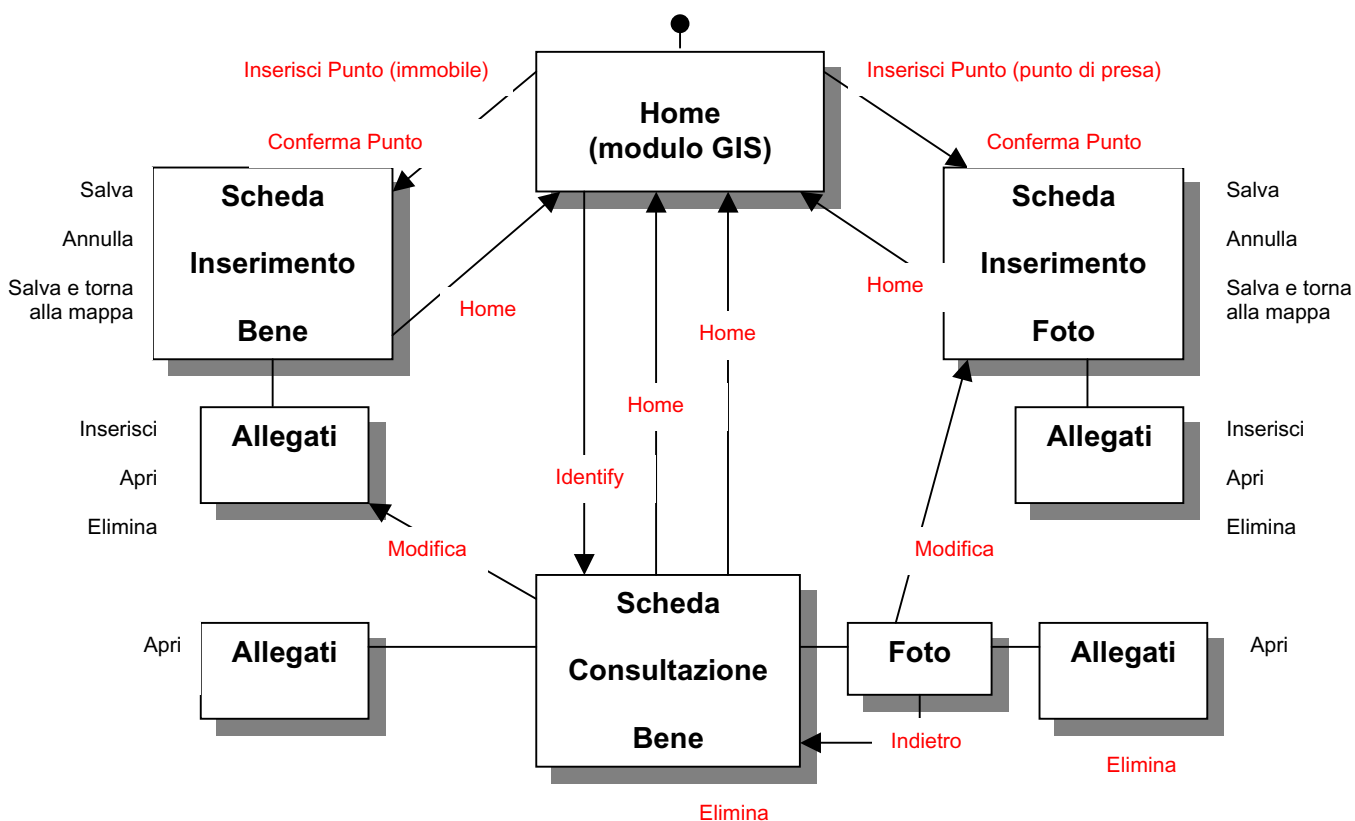 Inserisci Punto (immobile)
Inserisci Punto (punto di presa)
Home
(modulo GIS)
Conferma Punto
Conferma Punto
Salva
Annulla
Salva e torna
alla mappa
Scheda
Inserimento
Bene
Home
Home
Home
Home
Scheda
Inserimento
Foto
Salva
Annulla
Salva e torna
alla mappa
Inserisci
Apri
Elimina
Allegati
Identify
Allegati
Inserisci
Apri
Elimina
Modifica
Modifica
Apri
Allegati
Scheda
Consultazione
Bene
Foto
Allegati
Apri
Indietro
Elimina
Elimina